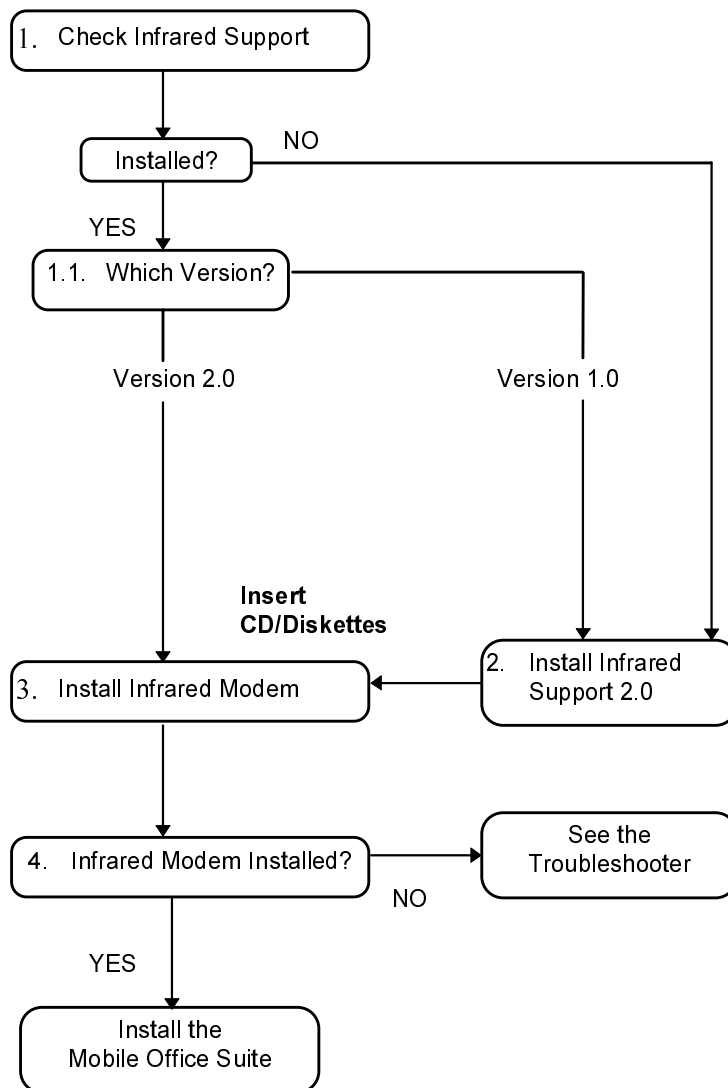 1. Check Infrared Support
Installed?
NO
YES
1.1. Which Version?
Version 2.0
Version 1.0
Insert
CD/Diskettes
2. Install Infrared
Support 2.0
3. Install Infrared Modem
4. Infrared Modem Installed?
See the
Troubleshooter
NO
YES
Install the
Mobile Office Suite